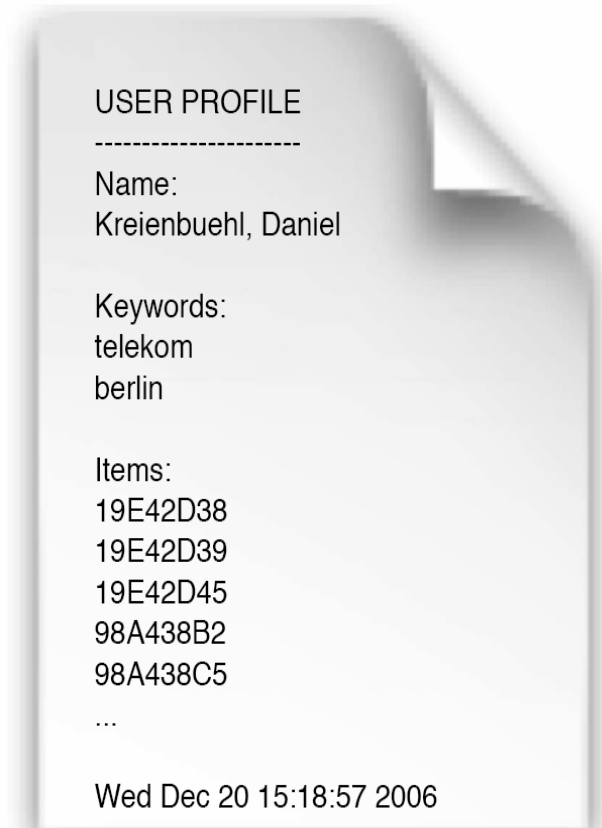 USER PROFILE
----------------------
Name:
Kreienbuehl, Daniel
Keywords:
telekom
berlin
Items:
19E42D38
19E42D39
19E42D45
98A438B2
98A438C5
...
Wed Dec 20 15:18:57 2006